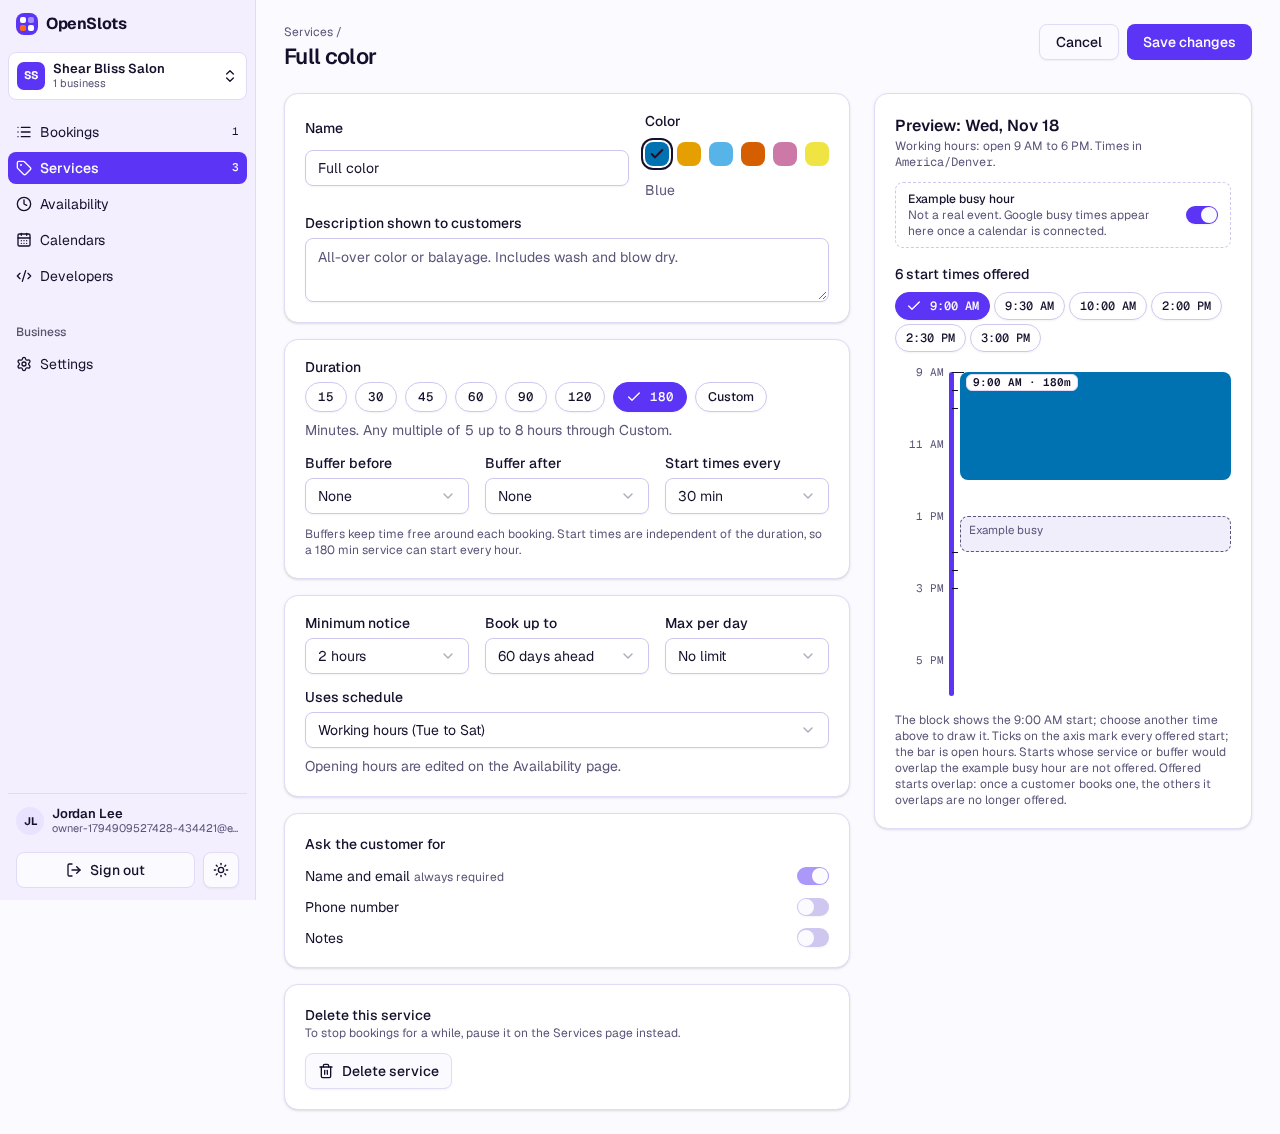 OpenSlots
SS
Shear Bliss Salon
1 business
Bookings 1
Services 3
Availability
Calendars
Developers
Business
Settings
JL
Jordan Lee
owner-1794909527428-434421@e...
Sign out
Services /
Full color
Cancel
Save changes
Name
Full color
Color
Blue
Description shown to customers
All-over color or balayage. Includes wash and blow dry.
Duration
15 30 45 60 90 120 180 Custom
Minutes. Any multiple of 5 up to 8 hours through Custom.
Buffer before Buffer after Start times every
None None 30 min
Buffers keep time free around each booking. Start times are independent of the duration, so
a 180 min service can start every hour.
Minimum notice Book up to Max per day
2 hours 60 days ahead No limit
Uses schedule
Working hours (Tue to Sat)
Opening hours are edited on the Availability page.
Ask the customer for
Name and email always required
Phone number
Notes
Delete this service
To stop bookings for a while, pause it on the Services page instead.
Delete service
Preview: Wed, Nov 18
Working hours: open 9 AM to 6 PM. Times in
America/Denver.
Example busy hour
Not a real event. Google busy times appear
here once a calendar is connected.
6 start times offered
9:00 AM 9:30 AM 10:00 AM 2:00 PM
2:30 PM 3:00 PM
9 AM
9:00 AM · 180m
11 AM
1 PM
Example busy
3 PM
5 PM
The block shows the 9:00 AM start; choose another time
above to draw it. Ticks on the axis mark every offered start;
the bar is open hours. Starts whose service or buffer would
overlap the example busy hour are not offered. Offered
starts overlap: once a customer books one, the others it
overlaps are no longer offered.